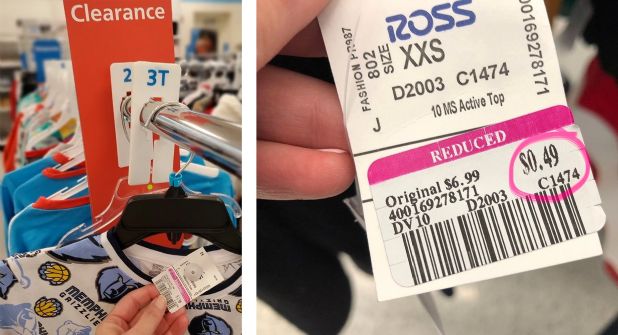 Clearance
2
3T
MEMPHIS
GRIZZLIES
MEMPHIS
ROSS
FASHION
802
SIZE
XXS
D2003 C1474
J
10 MS Active Top
400169278171
REDUCED
$0.49
Original $6.99
C1474
400169278171
DV10 D2003